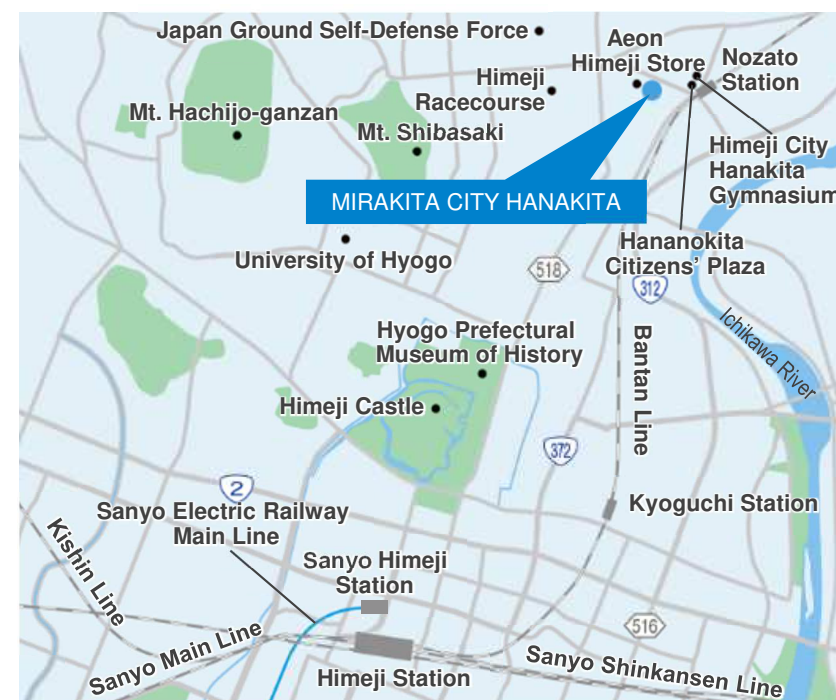 Japan Ground Self-Defense Force
Aeon
Himeji Store
Nozato
Station
Himeji
Racecourse
Mt. Hachijo-ganzan
Mt. Shibasaki
Himeji City
Hanakita
Gymnasium
MIRAKITA CITY HANAKITA
University of Hyogo
Hananokita
Citizens’ Plaza
518
312
Ichikawa River
Hyogo Prefectural
Museum of History
Bantan Line
Himeji Castle
372
2
Sanyo Electric Railway
Main Line
Kyoguchi Station
Kishin Line
Sanyo Himeji
Station
516
Sanyo Main Line
Himeji Station
Sanyo Shinkansen Line